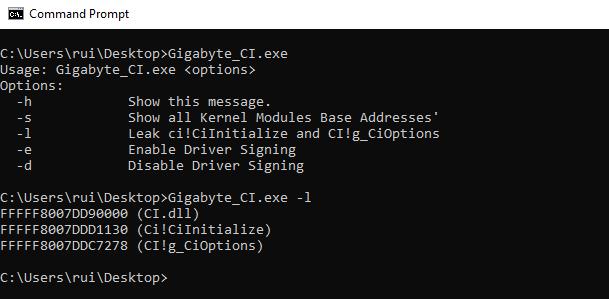 Command Prompt
C:\Users\rui\Desktop>Gigabyte_CI.exe
Usage: Gigabyte_CI.exe <options>
Options:
-h Show this message.
-s Show all Kernel Modules Base Addresses'
-l Leak ci!CiInitialize and CI!g_CiOptions
-e Enable Driver Signing
-d Disable Driver Signing
C:\Users\rui\Desktop>Gigabyte_CI.exe -l
FFFFF8007DD90000 (CI.dll)
FFFFF8007DDD1130 (Ci!CiInitialize)
FFFFF8007DDC7278 (CI!g_CiOptions)
C:\Users\rui\Desktop>